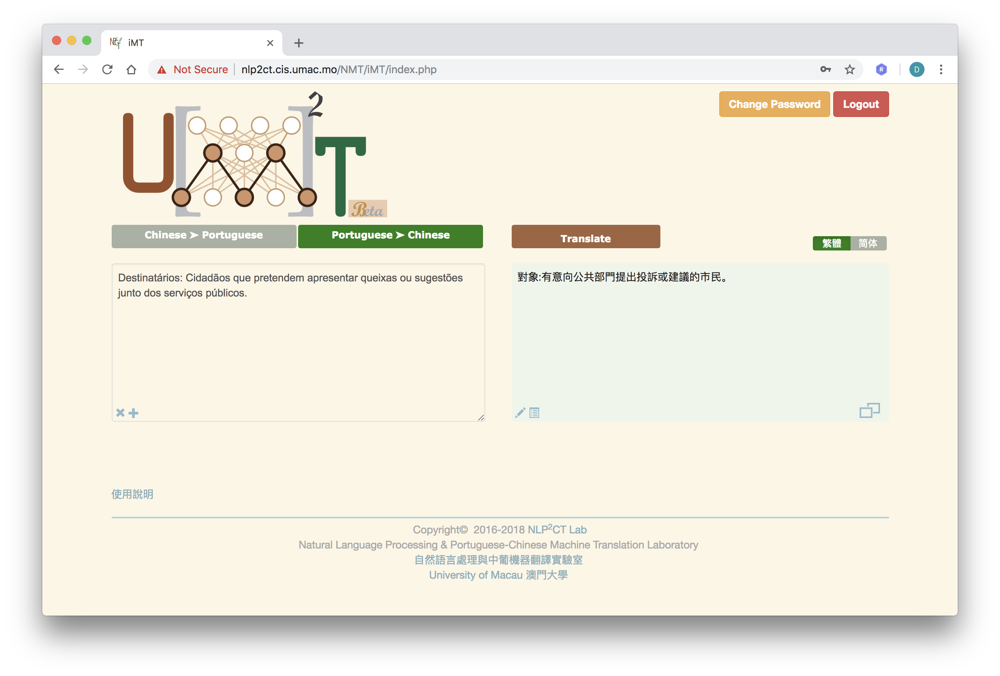 iMT
Not Secure nlp2ct.cis.umac.mo/NMT/iMT/index.php
R
D
U[ ]2T
Beta
Change Password Logout
Chinese ➤ Portuguese Portuguese ➤ Chinese Translate 繁體 简体
Destinatários: Cidadãos que pretendem apresentar queixas ou sugestões
junto dos serviços públicos.
對象:有意向公共部門提出投訴或建議的市民。
使用說明
Copyright© 2016-2018 NLP²CT Lab
Natural Language Processing & Portuguese-Chinese Machine Translation Laboratory
自然語言處理與中葡機器翻譯實驗室
University of Macau 澳門大學